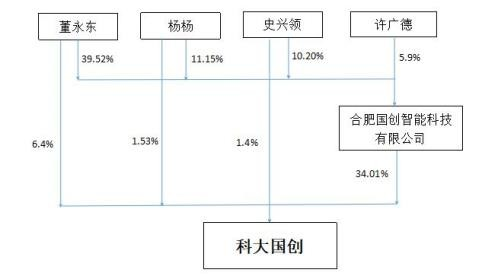 董永东
杨杨
史兴领
许广德
39.52%
11.15%
10.20%
5.9%
合肥国创智能科技
有限公司
6.4%
1.53%
1.4%
34.01%
科大国创